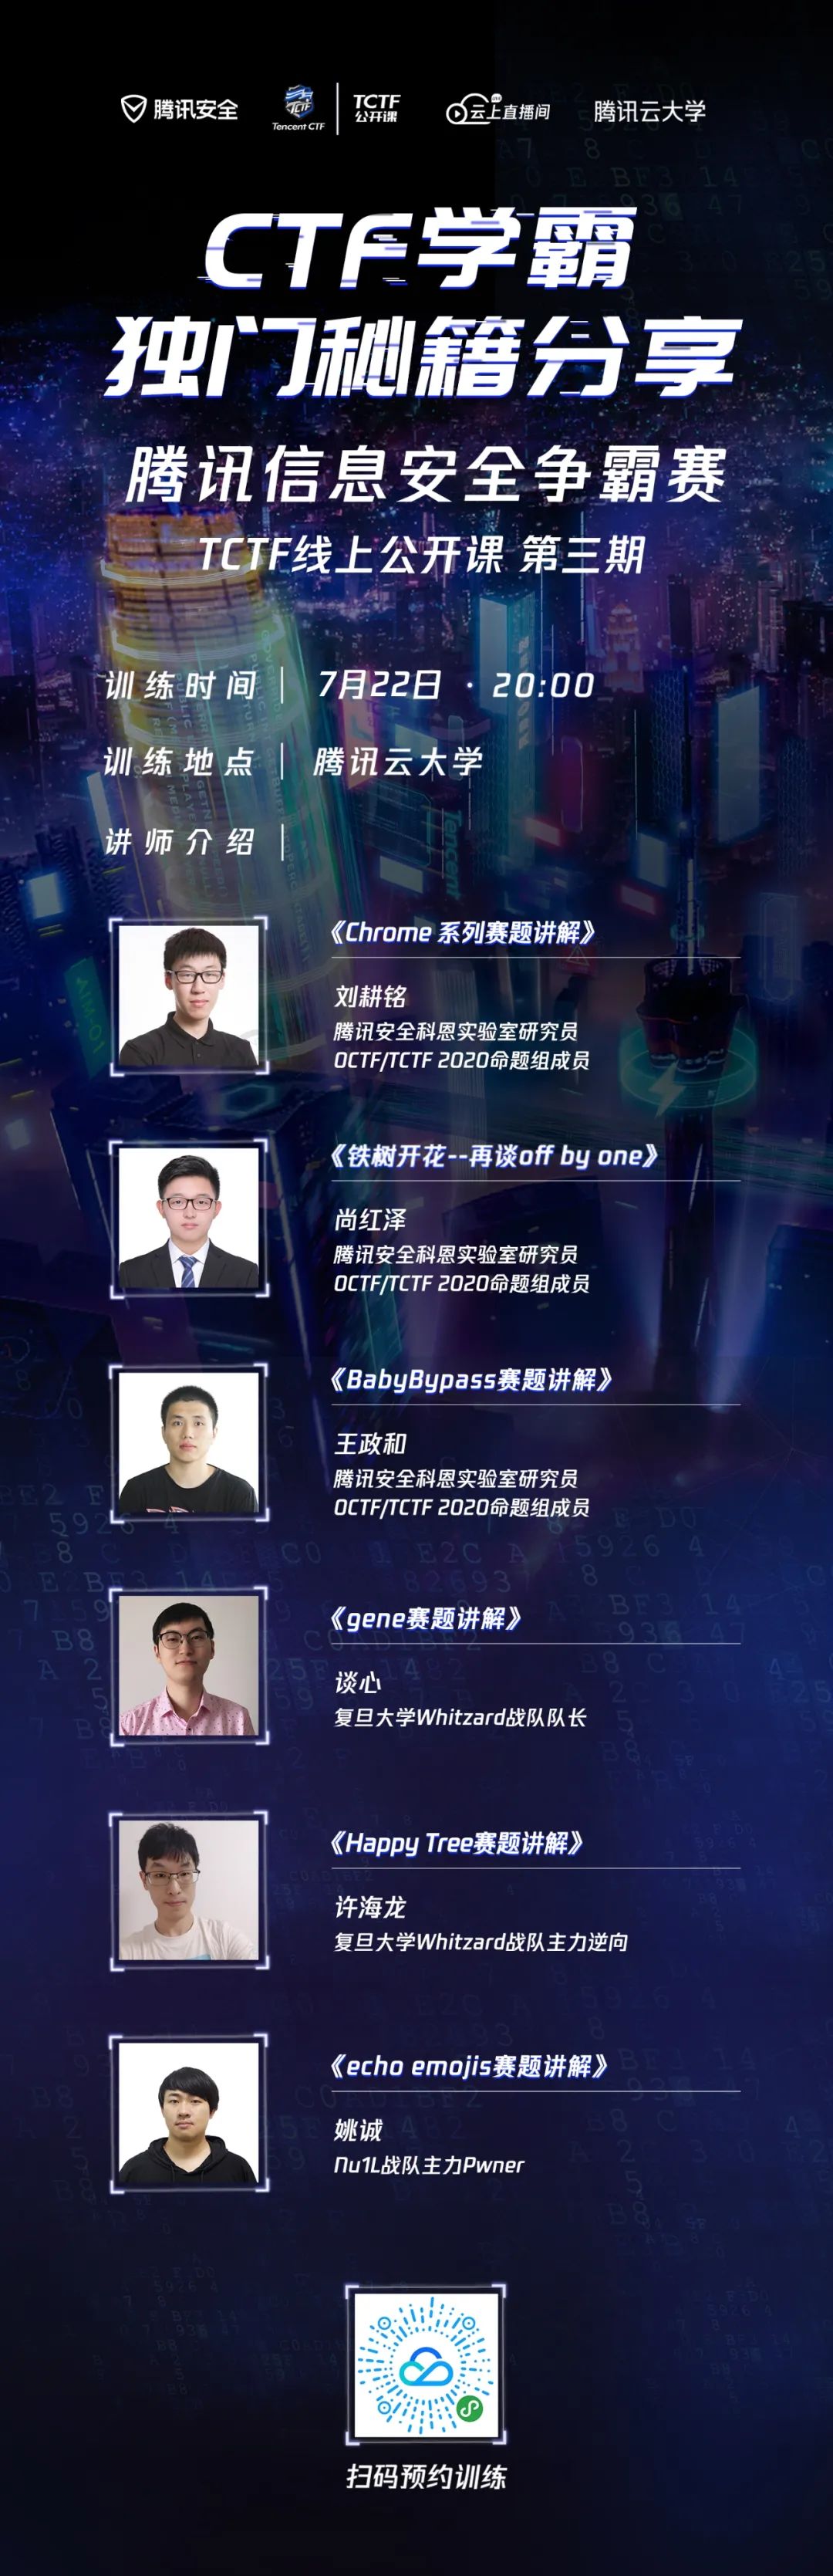 腾讯安全
TCTF
Tencent CTF
TCTF
公开课
云上直播间
腾讯云大学
CTF学霸
独门秘籍分享
腾讯信息安全争霸赛
TCTF线上公开课 第三期
训练时间 | 7月22日 · 20:00
训练地点 | 腾讯云大学
讲师介绍 |
《Chrome 系列赛题讲解》
刘耕铭
腾讯安全科恩实验室研究员
0CTF/TCTF 2020命题组成员
《铁树开花--再谈off by one》
尚红泽
腾讯安全科恩实验室研究员
0CTF/TCTF 2020命题组成员
《BabyBypass赛题讲解》
王政和
腾讯安全科恩实验室研究员
0CTF/TCTF 2020命题组成员
《gene赛题讲解》
谈心
复旦大学Whitzard战队队长
《Happy Tree赛题讲解》
许海龙
复旦大学Whitzard战队主力逆向
《echo emojis赛题讲解》
姚诚
Nu1L战队主力Pwner
扫码预约训练